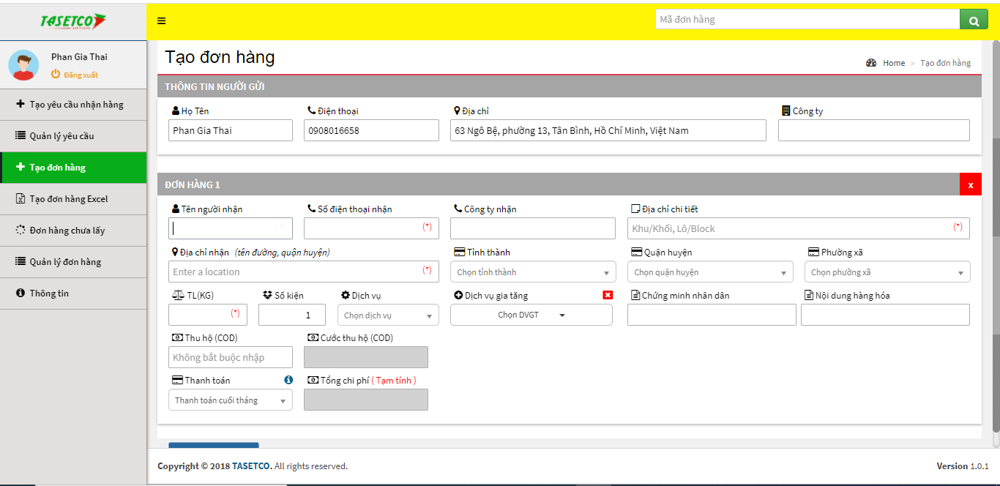 TASETCO
Mã đơn hàng
Phan Gia Thai
Đăng xuất
Tạo đơn hàng
Home > Tạo đơn hàng
Tạo yêu cầu nhận hàng
Quản lý yêu cầu
Tạo đơn hàng
Tạo đơn hàng Excel
Đơn hàng chưa lấy
Quản lý đơn hàng
Thông tin
THÔNG TIN NGƯỜI GỬI
Họ Tên Điện thoại Địa chỉ Công ty
Phan Gia Thai 0908016658 63 Ngô Bệ, phường 13, Tân Bình, Hồ Chí Minh, Việt Nam
ĐƠN HÀNG 1 x
Tên người nhận Số điện thoại nhận Công ty nhận Địa chỉ chi tiết
(*) Khu/Khối, Lô/Block (*)
Địa chỉ nhận (tên đường, quận huyện) Tỉnh thành Quận huyện Phường xã
Enter a location (*) Chọn tỉnh thành Chọn quận huyện Chọn phường xã
TL(KG) Số kiện Dịch vụ Dịch vụ gia tăng Chứng minh nhân dân Nội dung hàng hóa
(*) 1 Chọn dịch vụ Chọn DVGT
Thu hộ (COD) Cước thu hộ (COD)
Không bắt buộc nhập
Thanh toán Tổng chi phí ( Tạm tính )
Thanh toán cuối tháng
Copyright © 2018 TASETCO. All rights reserved. Version 1.0.1